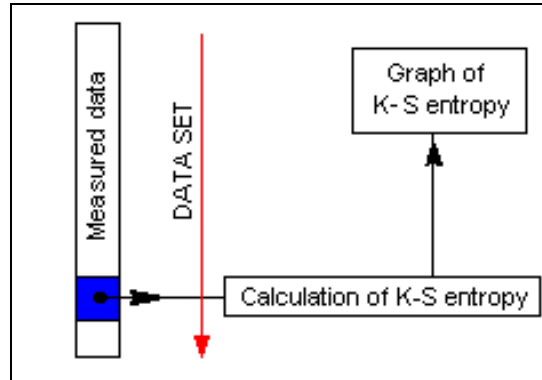 Measured data
DATA SET
Graph of
K-S entropy
Calculation of K-S entropy